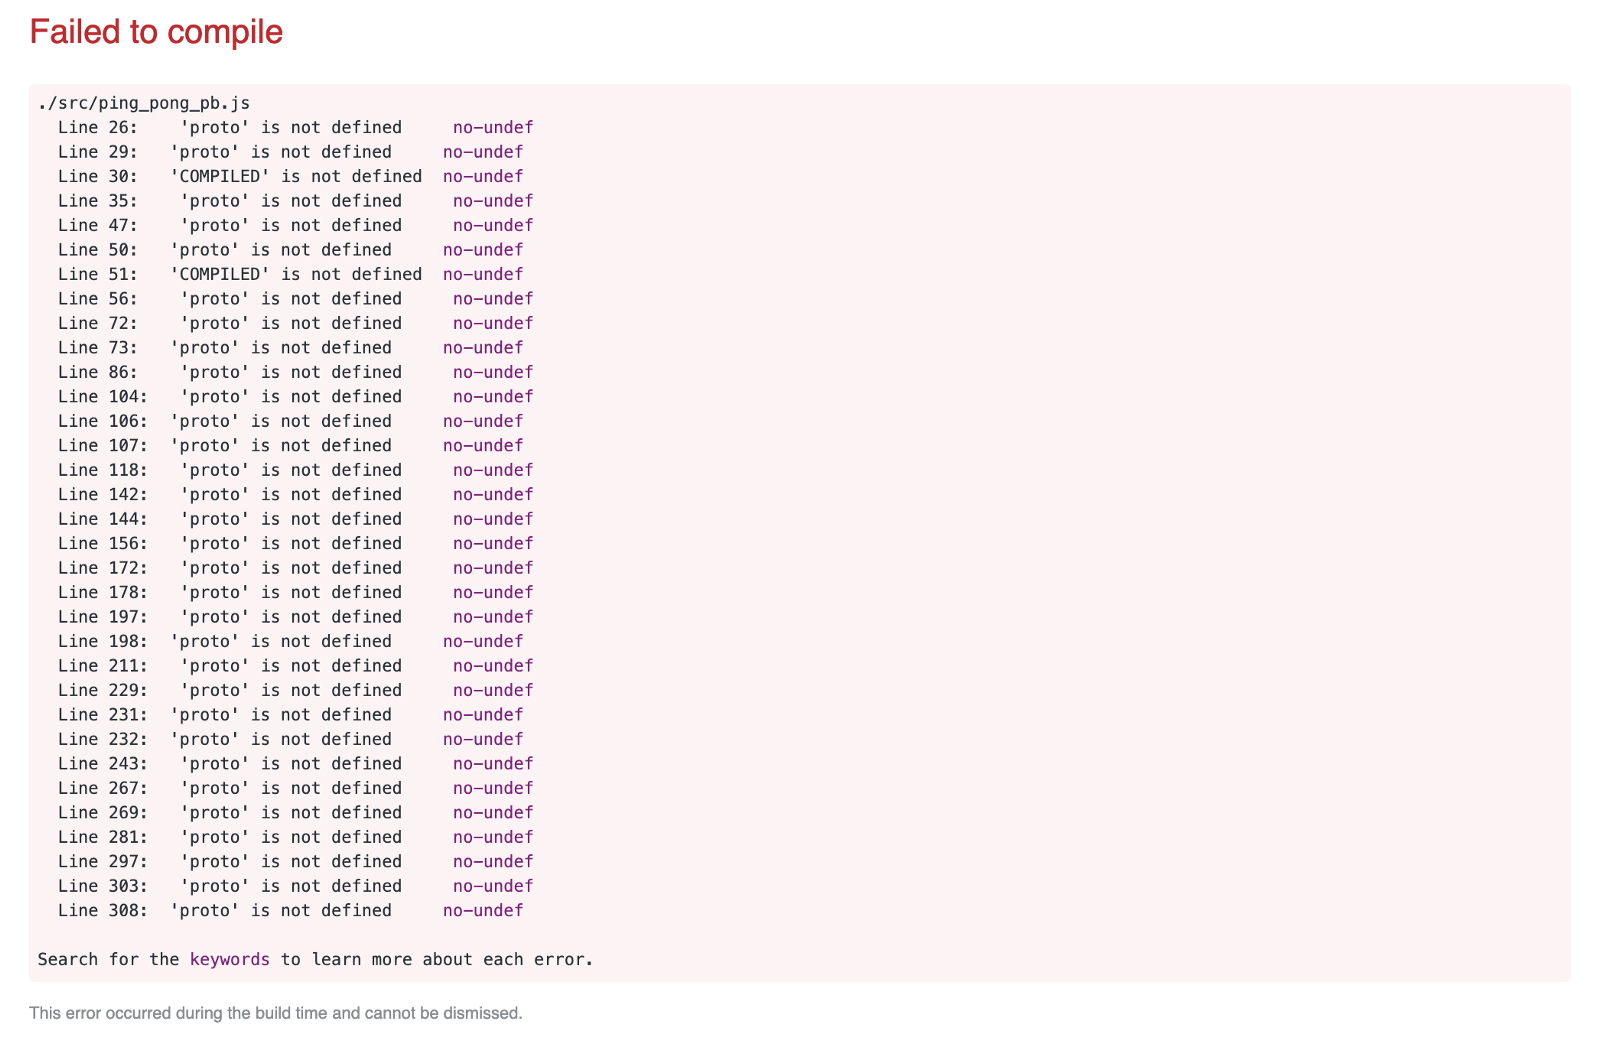 Failed to compile
./src/ping_pong_pb.js
Line 26: 'proto' is not defined no-undef
Line 29: 'proto' is not defined no-undef
Line 30: 'COMPILED' is not defined no-undef
Line 35: 'proto' is not defined no-undef
Line 47: 'proto' is not defined no-undef
Line 50: 'proto' is not defined no-undef
Line 51: 'COMPILED' is not defined no-undef
Line 56: 'proto' is not defined no-undef
Line 72: 'proto' is not defined no-undef
Line 73: 'proto' is not defined no-undef
Line 86: 'proto' is not defined no-undef
Line 104: 'proto' is not defined no-undef
Line 106: 'proto' is not defined no-undef
Line 107: 'proto' is not defined no-undef
Line 118: 'proto' is not defined no-undef
Line 142: 'proto' is not defined no-undef
Line 144: 'proto' is not defined no-undef
Line 156: 'proto' is not defined no-undef
Line 172: 'proto' is not defined no-undef
Line 178: 'proto' is not defined no-undef
Line 197: 'proto' is not defined no-undef
Line 198: 'proto' is not defined no-undef
Line 211: 'proto' is not defined no-undef
Line 229: 'proto' is not defined no-undef
Line 231: 'proto' is not defined no-undef
Line 232: 'proto' is not defined no-undef
Line 243: 'proto' is not defined no-undef
Line 267: 'proto' is not defined no-undef
Line 269: 'proto' is not defined no-undef
Line 281: 'proto' is not defined no-undef
Line 297: 'proto' is not defined no-undef
Line 303: 'proto' is not defined no-undef
Line 308: 'proto' is not defined no-undef
Search for the keywords to learn more about each error.
This error occurred during the build time and cannot be dismissed.